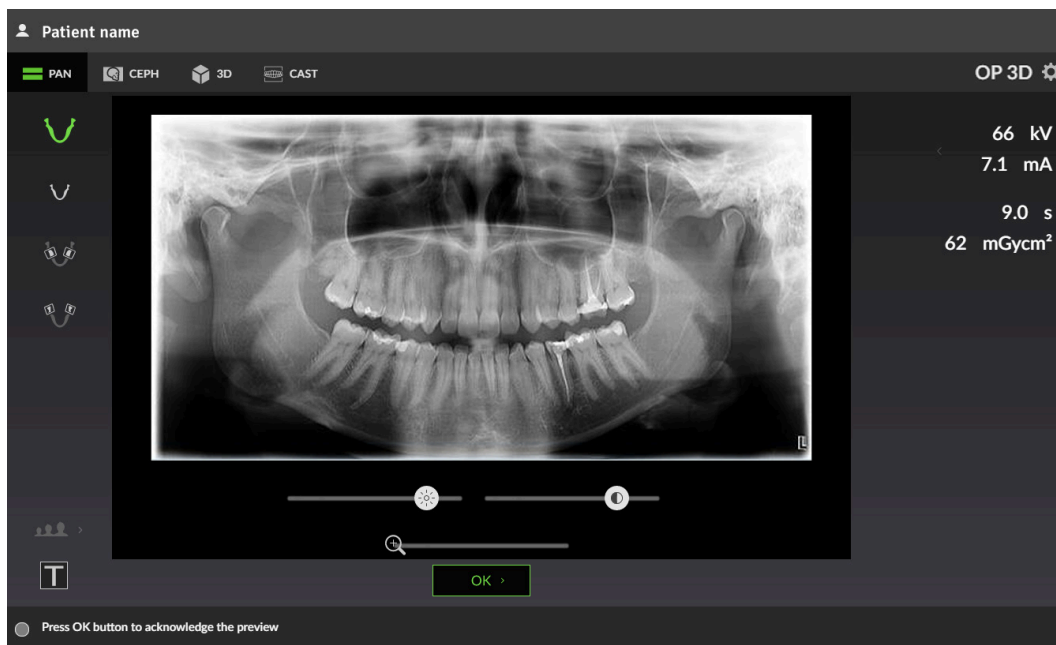 Patient name
PAN CEPH 3D CAST OP 3D
66 kV
7.1 mA
9.0 s
62 mGycm²
L
T
OK
Press OK button to acknowledge the preview